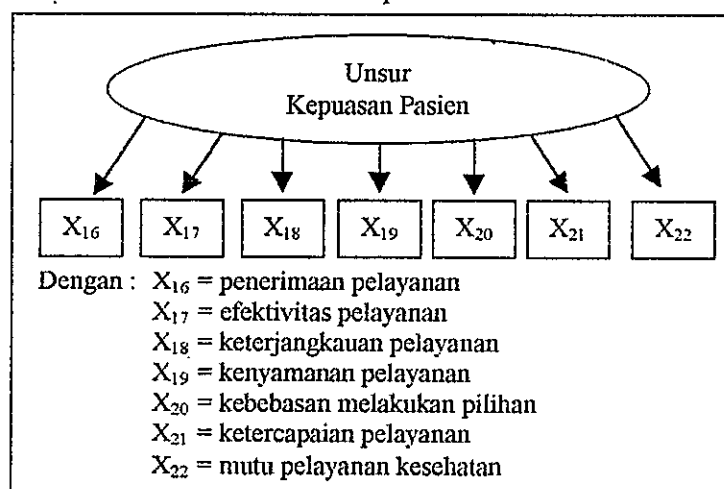 Unsur
Kepuasan Pasien
X₁₆ X₁₇ X₁₈ X₁₉ X₂₀ X₂₁ X₂₂
Dengan : X₁₆ = penerimaan pelayanan
X₁₇ = efektivitas pelayanan
X₁₈ = keterjangkauan pelayanan
X₁₉ = kenyamanan pelayanan
X₂₀ = kebebasan melakukan pilihan
X₂₁ = ketercapaian pelayanan
X₂₂ = mutu pelayanan kesehatan